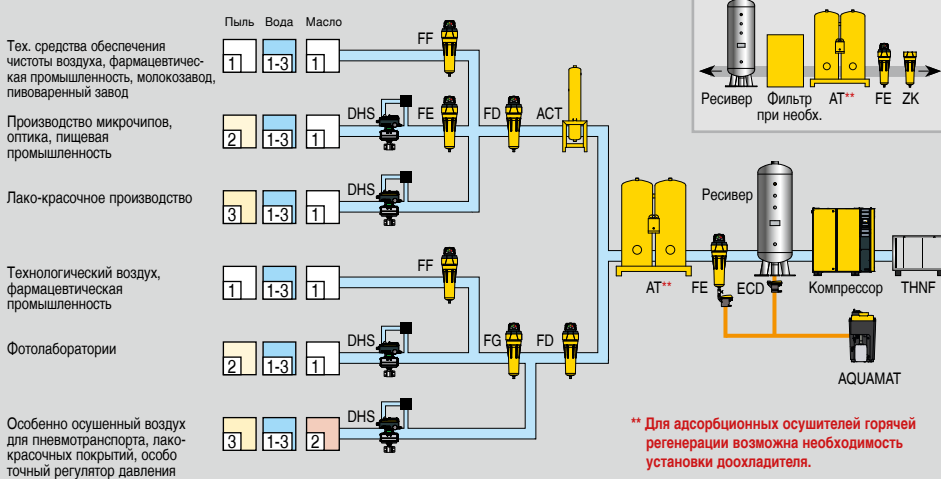 Пыль Вода Масло
Тех. средства обеспечения
чистоты воздуха, фармацевтичес-
кая промышленность, молокозавод,
пивоваренный завод
1 1-3 1
FF
Производство микрочипов,
оптика, пищевая
промышленность
2 1-3 1
DHS FE FD ACT
Лако-красочное производство
3 1-3 1
DHS
Ресивер Фильтр AT** FE ZK
при необх.
Ресивер
AT** FE ECD Компрессор THNF
AQUAMAT
Технологический воздух,
фармацевтическая
промышленность
1 1-3 1
FF
Фотолаборатории
2 1-3 1
DHS FG FD
Особенно осушенный воздух
для пневмотранспорта, лако-
красочных покрытий, особо
точный регулятор давления
3 1-3 2
DHS
** Для адсорбционных осушителей горячей
регенерации возможна необходимость
установки доохладителя.